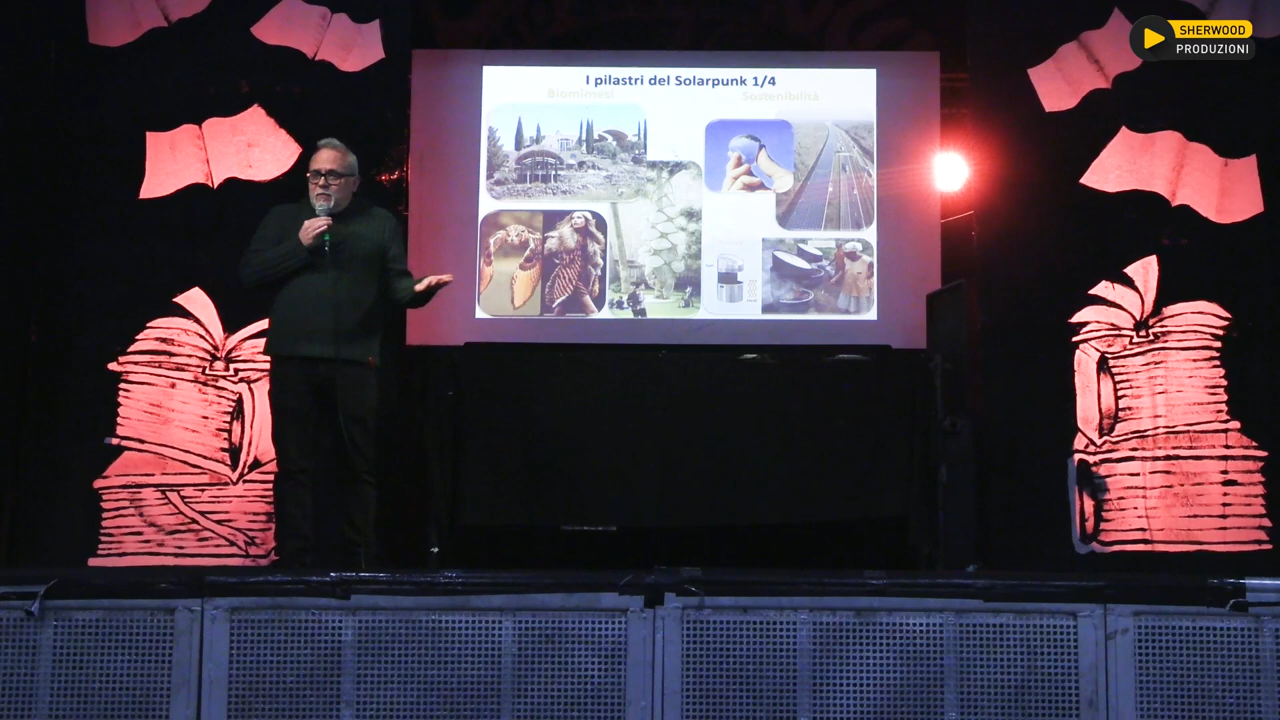 SHERWOOD
PRODUZIONI
I pilastri del Solarpunk 1/4
Biomimesi
Sostenibilità